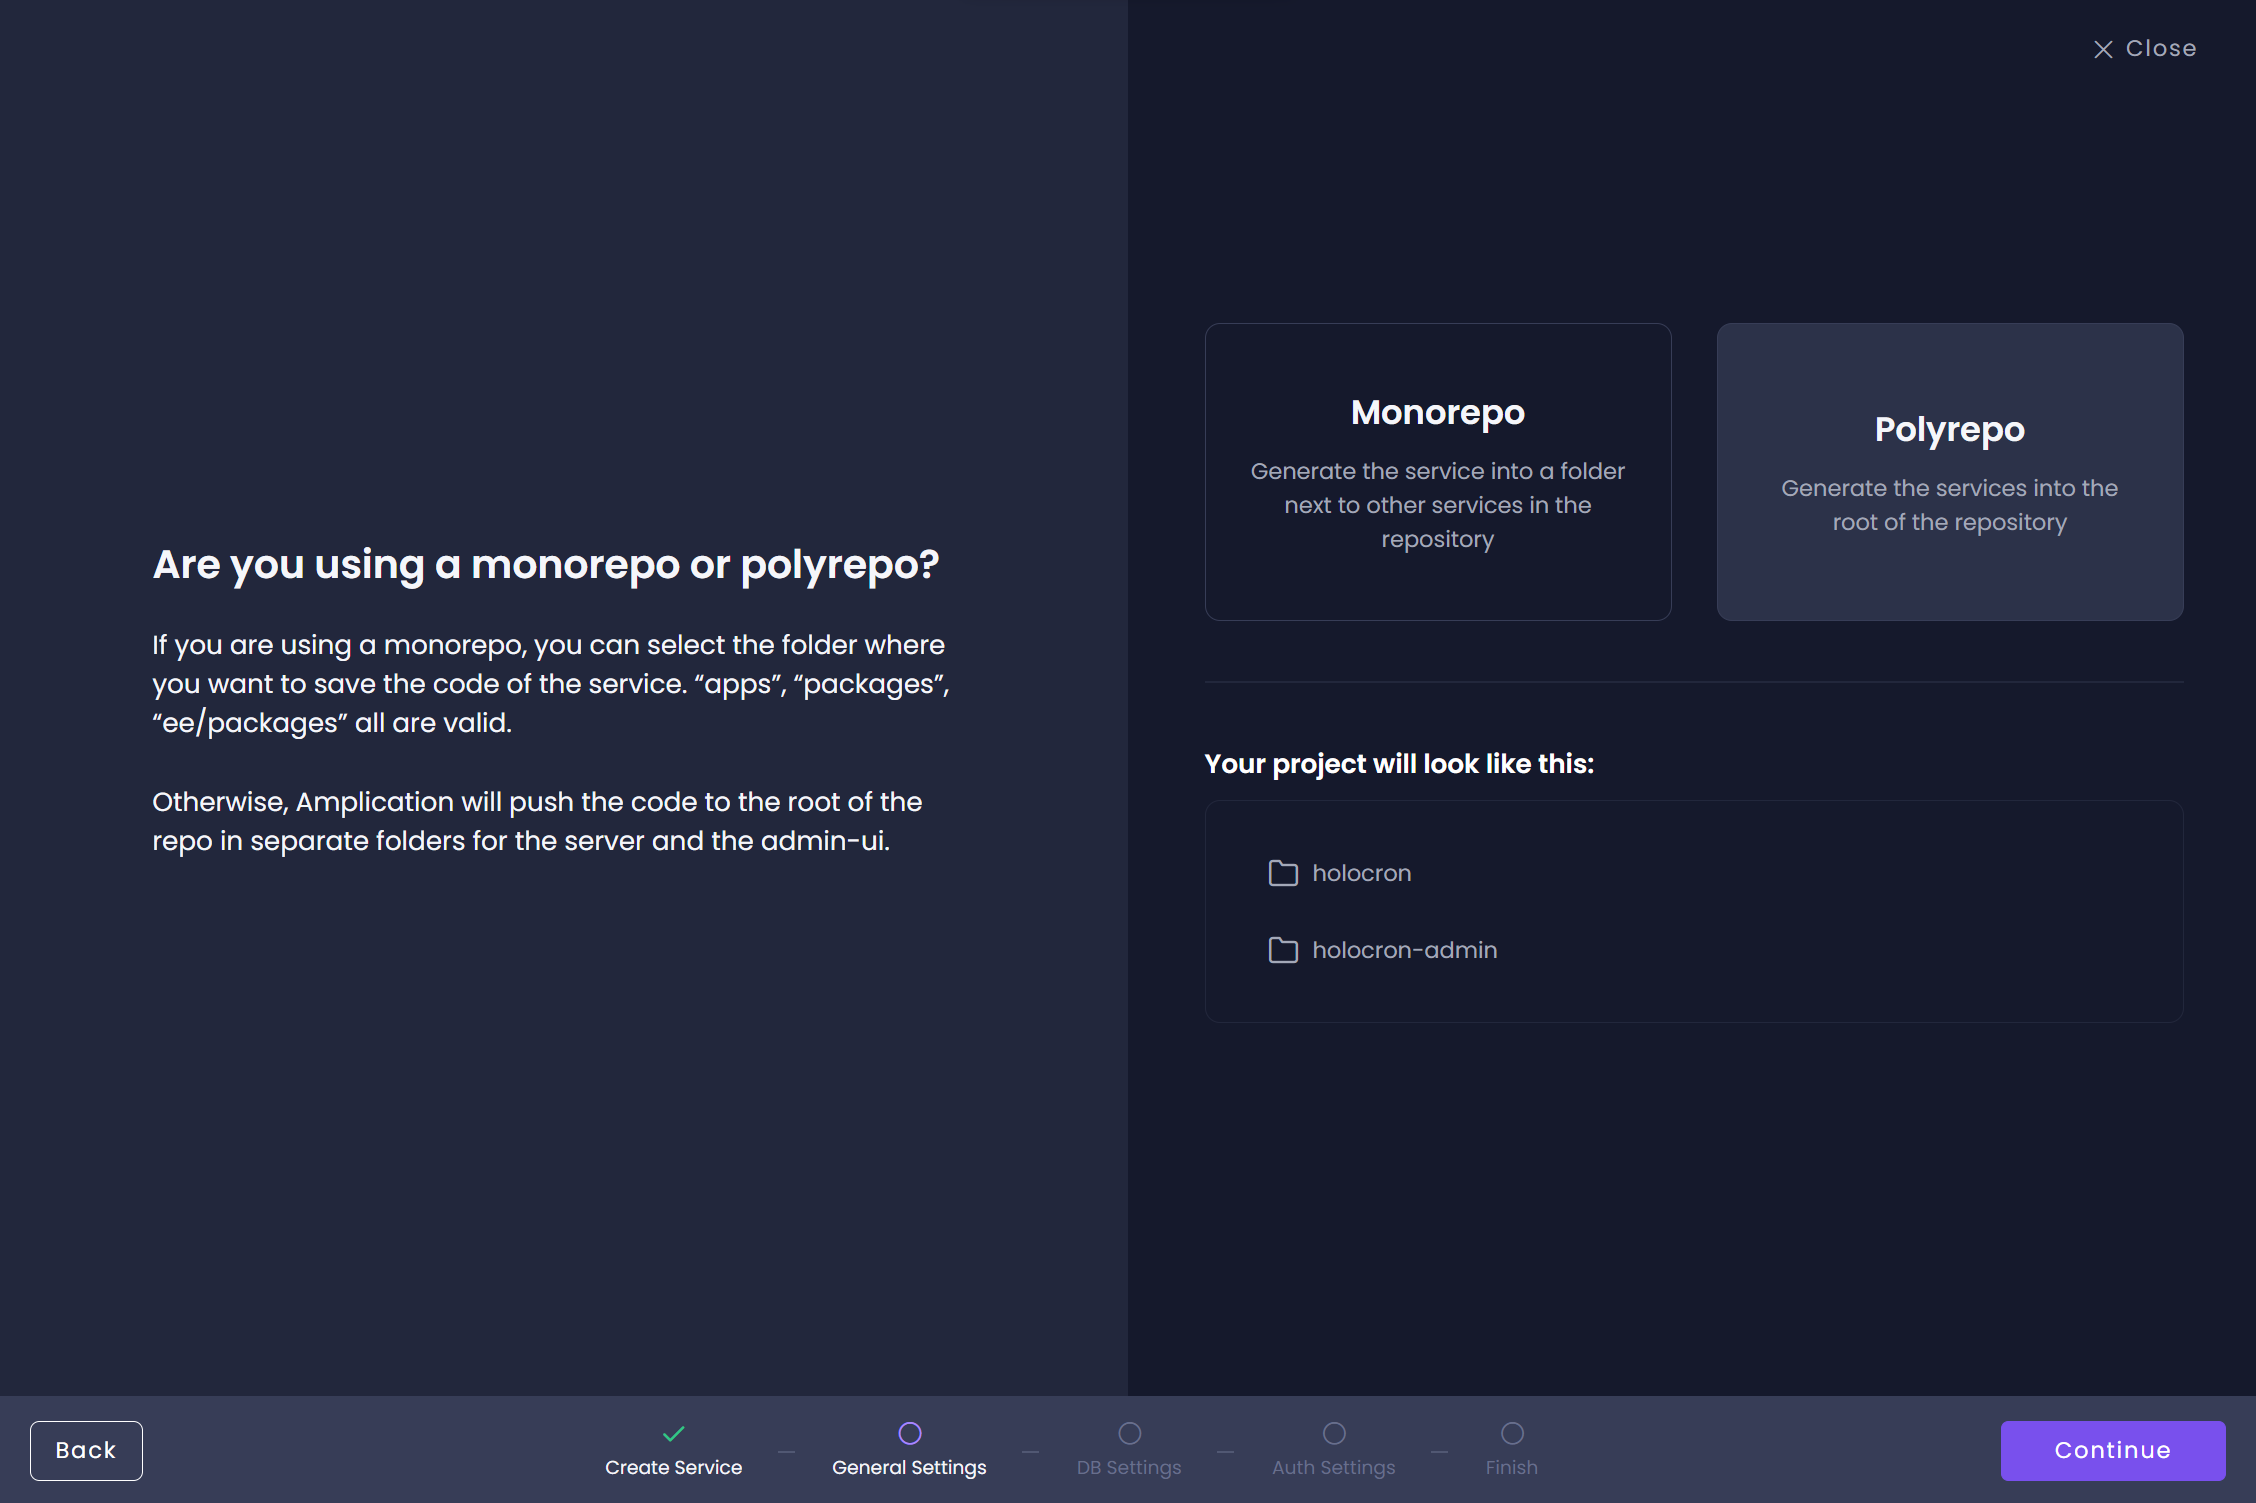 Close
Are you using a monorepo or polyrepo?
If you are using a monorepo, you can select the folder where
you want to save the code of the service. “apps”, “packages”,
“ee/packages” all are valid.
Otherwise, Amplication will push the code to the root of the
repo in separate folders for the server and the admin-ui.
Monorepo
Generate the service into a folder
next to other services in the
repository
Polyrepo
Generate the services into the
root of the repository
Your project will look like this:
holocron
holocron-admin
Back
Create Service
General Settings
DB Settings
Auth Settings
Finish
Continue